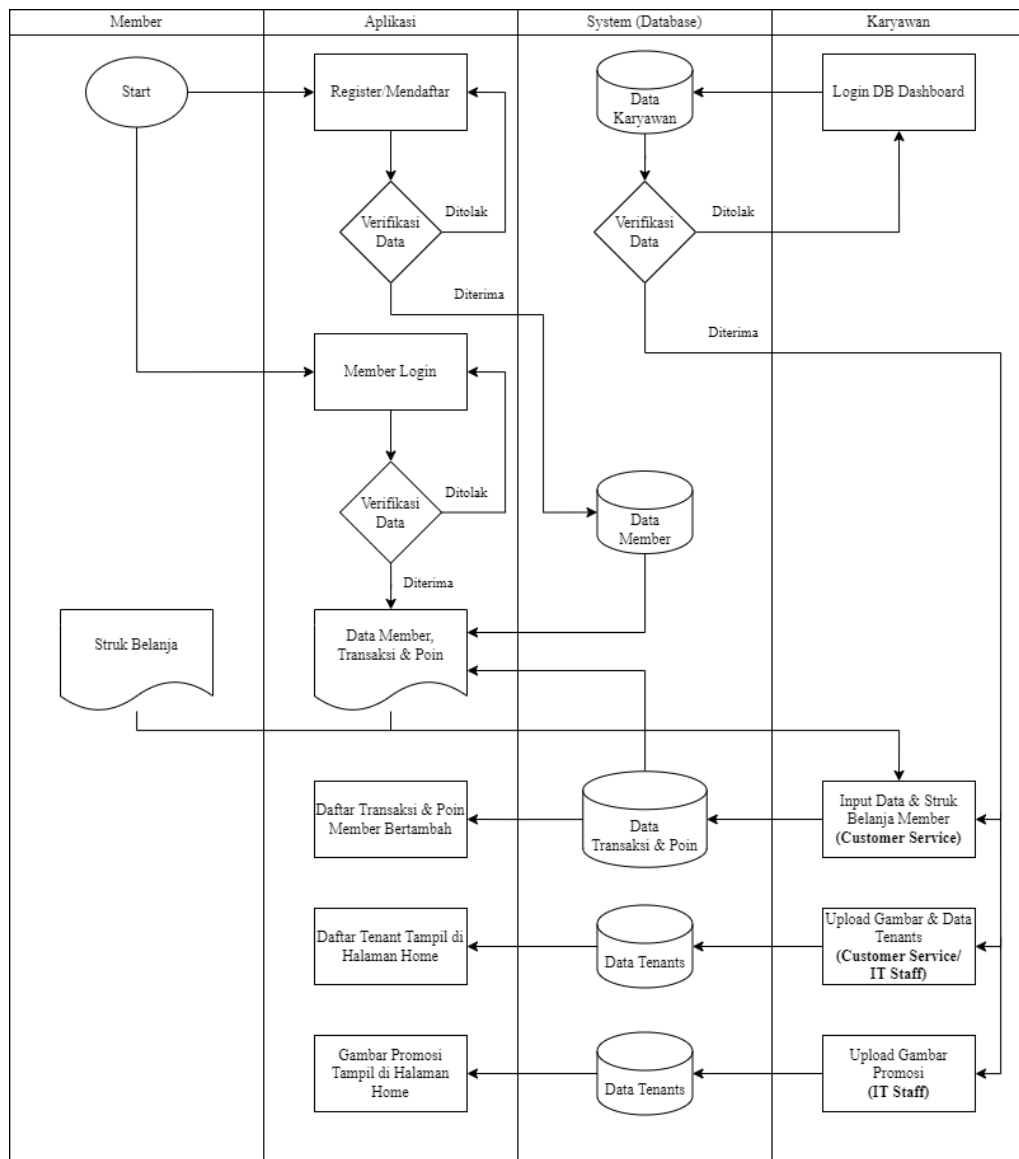 Member
Aplikasi
System (Database)
Karyawan
Start
Register/Mendaftar
Data
Karyawan
Login DB Dashboard
Verifikasi
Data
Ditolak
Verifikasi
Data
Ditolak
Diterima
Diterima
Member Login
Verifikasi
Data
Ditolak
Data
Member
Diterima
Struk Belanja
Data Member,
Transaksi & Poin
Daftar Transaksi & Poin
Member Bertambah
Data
Transaksi & Poin
Input Data & Struk
Belanja Member
(Customer Service)
Daftar Tenant Tampil di
Halaman Home
Data Tenants
Upload Gambar & Data
Tenants
(Customer Service/
IT Staff)
Gambar Promosi
Tampil di Halaman
Home
Data Tenants
Upload Gambar
Promosi
(IT Staff)